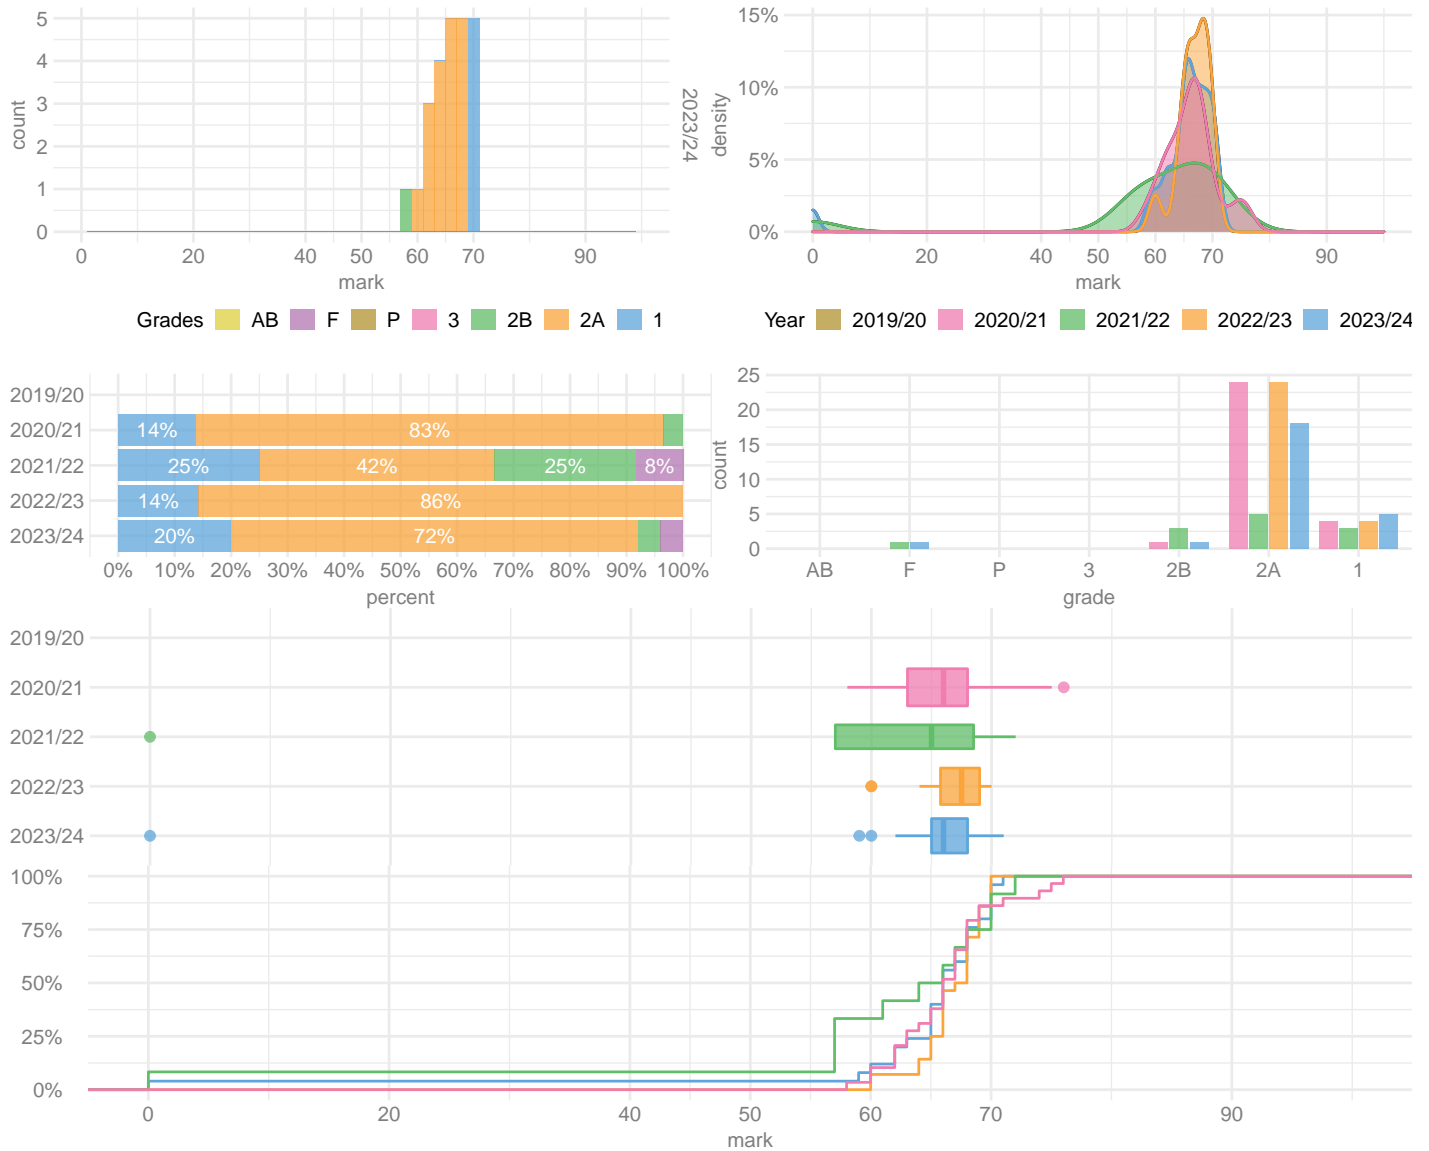 5
4
3
2
1
0
count
0 20 40 50 60 70 90
mark
2023/24
15%
10%
5%
0%
density
0 20 40 50 60 70 90
mark
Grades AB F P 3 2B 2A 1
Year 2019/20 2020/21 2021/22 2022/23 2023/24
2019/20
2020/21 14% 83%
2021/22 25% 42% 25% 8%
2022/23 14% 86%
2023/24 20% 72%
0% 10% 20% 30% 40% 50% 60% 70% 80% 90% 100%
percent
25
20
15
10
5
0
count
AB F P 3 2B 2A 1
grade
2019/20
2020/21
2021/22
2022/23
2023/24
100%
75%
50%
25%
0%
0 20 40 50 60 70 90
mark